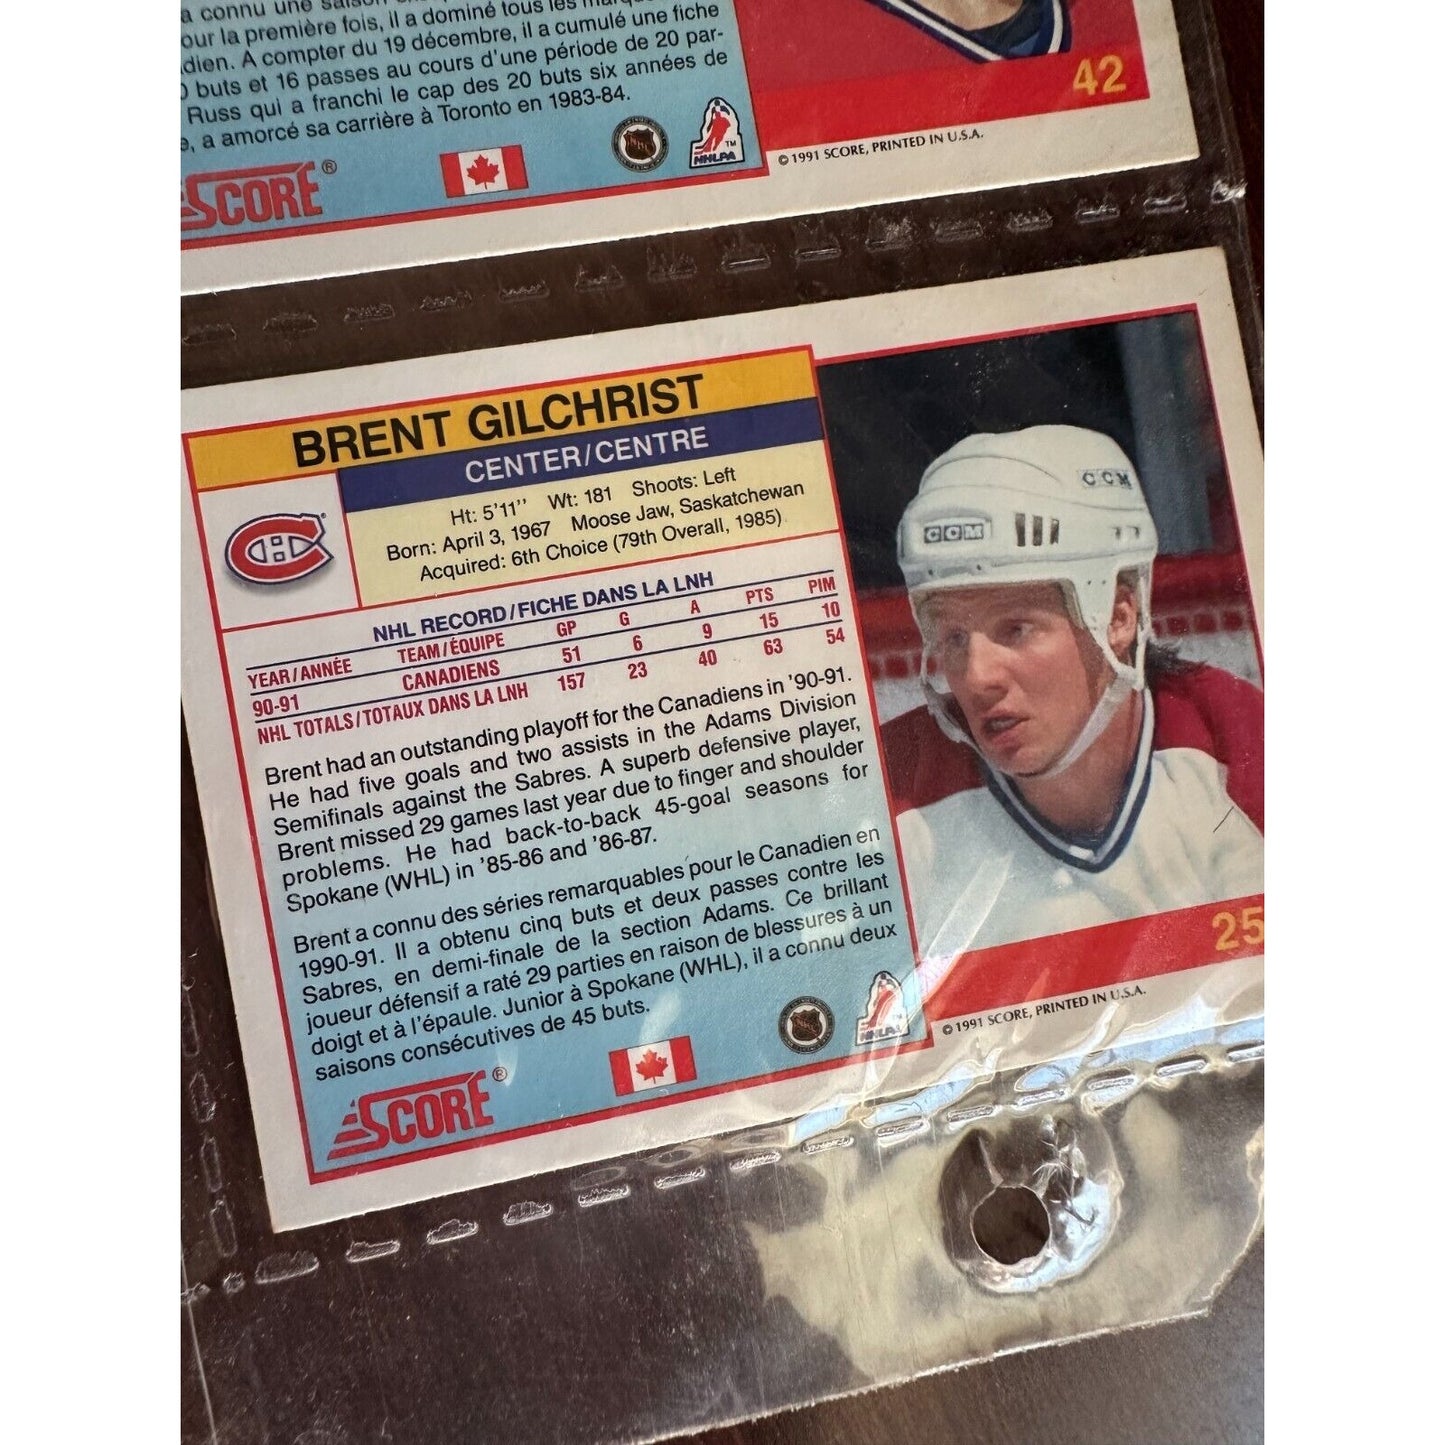 a connu une saison
our la première fois, il a dominé tous les
dien. À compter du 19 décembre, il a cumulé une fiche
buts et 16 passes au cours d'une période de 20 par-
Russ qui a franchi le cap des 20 buts six années de
e, a amorcé sa carrière à Toronto en 1983-84.
SCORE®
NHL
NHLPA
TM
42
© 1991 SCORE, PRINTED IN U.S.A.
BRENT GILCHRIST
CENTER/CENTRE
Ht: 5'11'' Wt: 181 Shoots: Left
Born: April 3, 1967 Moose Jaw, Saskatchewan
Acquired: 6th Choice (79th Overall, 1985)
NHL RECORD/FICHE DANS LA LNH
YEAR/ANNÉE TEAM/ÉQUIPE GP G A PTS PIM
90-91 CANADIENS 51 6 9 15 10
NHL TOTALS/TOTAUX DANS LA LNH 157 23 40 63 54
Brent had an outstanding playoff for the Canadiens in '90-91.
He had five goals and two assists in the Adams Division
Semifinals against the Sabres. A superb defensive player,
Brent missed 29 games last year due to finger and shoulder
problems. He had back-to-back 45-goal seasons for
Spokane (WHL) in '85-86 and '86-87.
Brent a connu des séries remarquables pour le Canadien en
1990-91. Il a obtenu cinq buts et deux passes contre les
Sabres, en demi-finale de la section Adams. Ce brillant
joueur défensif a raté 29 parties en raison de blessures à un
doigt et à l'épaule. Junior à Spokane (WHL), il a connu deux
saisons consécutives de 45 buts.
SCORE®
NHLPA
CCM
CCM
25
© 1991 SCORE, PRINTED IN U.S.A.